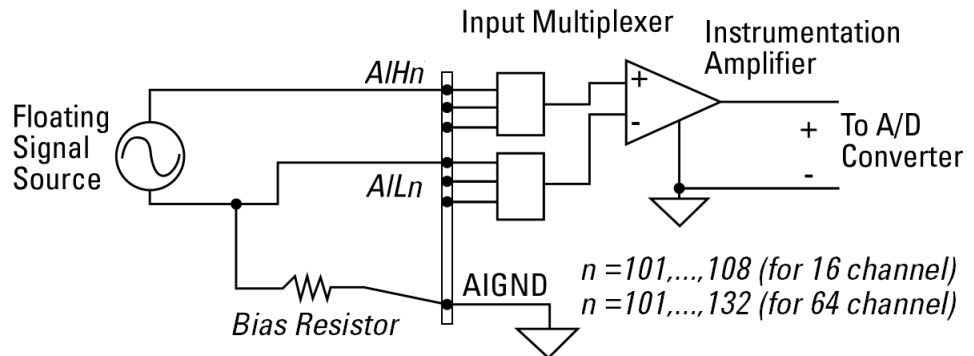 Input Multiplexer
Instrumentation
Amplifier
AIHn
+
-
Floating
Signal
Source
+
To A/D
Converter
-
AILn
AIGND
Bias Resistor
n =101,...,108 (for 16 channel)
n =101,...,132 (for 64 channel)